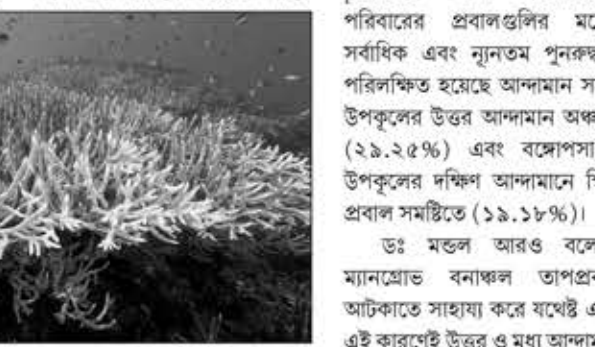 পরিবারের প্রবালগুলির
সর্বাধিক এবং ন্যূনতম
পরিলক্ষিত হয়েছে আন্দামান
উপকূলের উত্তর আন্দামান
(২৯.২৫%) এবং
উপকূলের দক্ষিণ আন্দামানে
প্রবাল সমষ্টিতে (১৯.১৮%)।
ডঃ মন্ডল আরও
ম্যানগ্রোভ বনাঞ্চল
আটকাতে সাহায্য করে যথেষ্ট
এই কারণেই উত্তর ও মধ্য